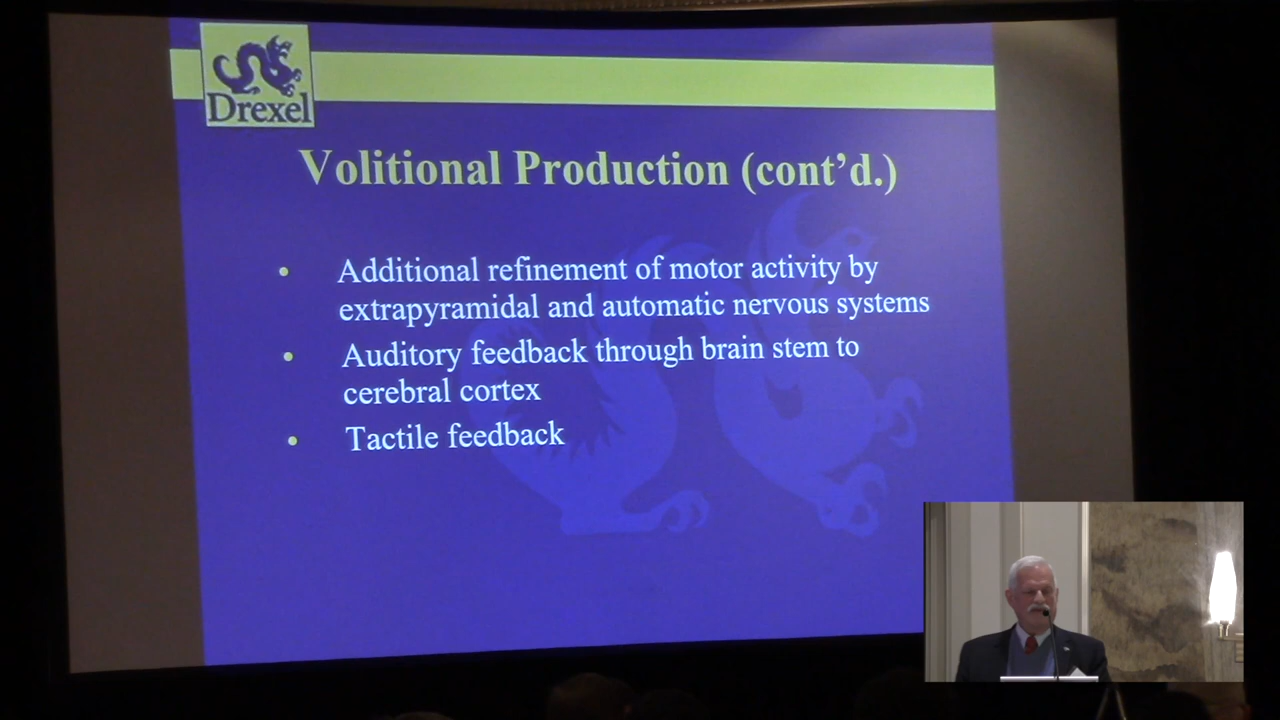 Drexel
Volitional Production (cont’d.)
• Additional refinement of motor activity by
extrapyramidal and automatic nervous systems
• Auditory feedback through brain stem to
cerebral cortex
• Tactile feedback